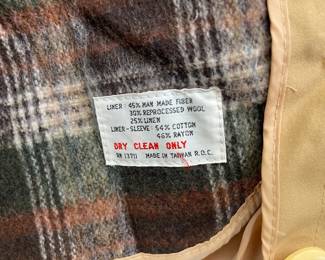 LINER: 45% MAN MADE FIBER
30% REPROCESSED WOOL
25% LINEN
LINER-SLEEVE: 54% COTTON
46% RAYON
DRY CLEAN ONLY
RN 13711 MADE IN TAIWAN R.O.C.